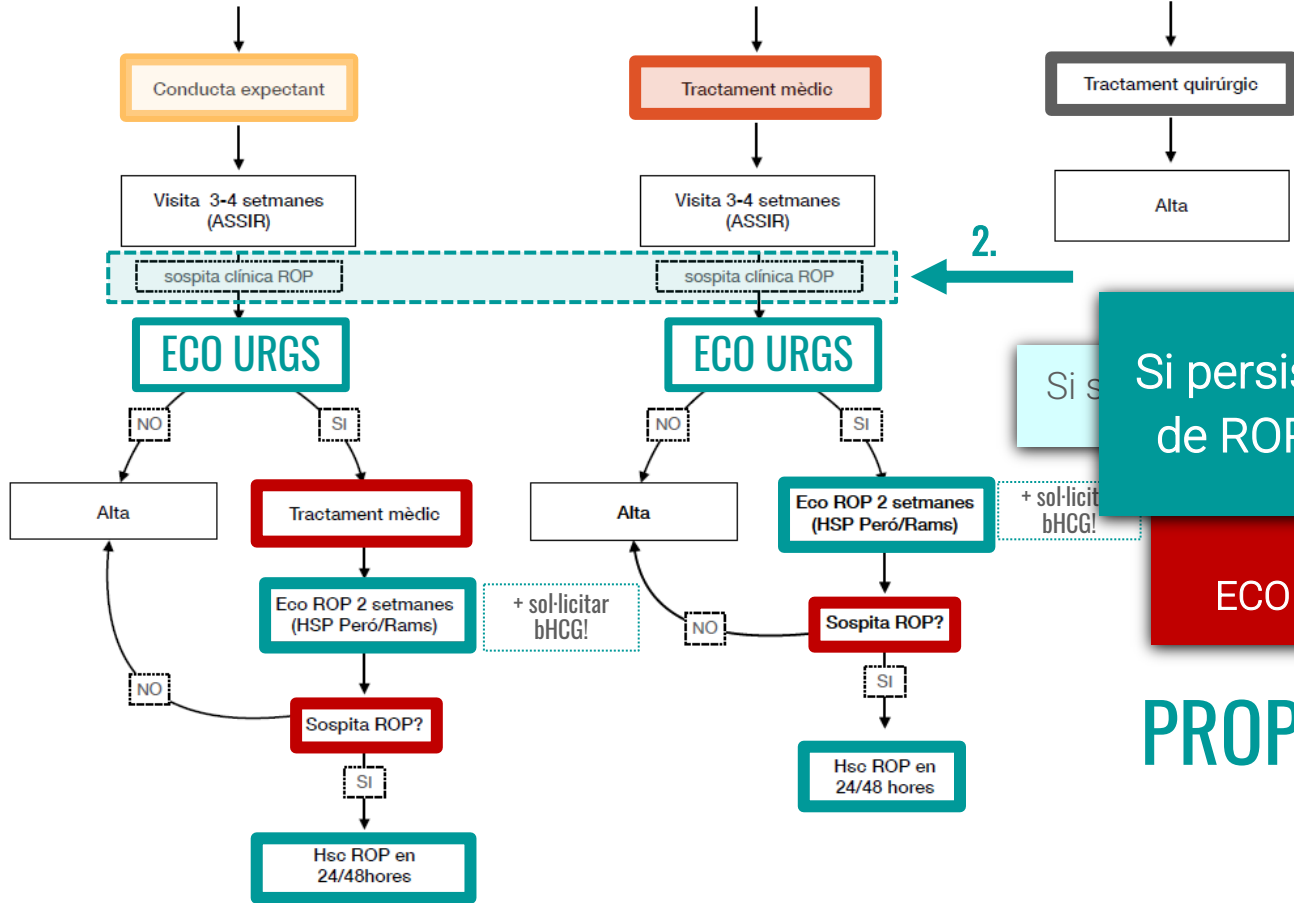 Conducta expectant
Tractament mèdic
Tractament quirúrgic
Visita 3-4 setmanes
(ASSIR)
Visita 3-4 setmanes
(ASSIR)
Alta
2.
sospita clínica ROP
sospita clínica ROP
ECO URGS
ECO URGS
Si s
Si persis
de ROP
NO
SI
NO
SI
Alta
Tractament mèdic
Alta
Eco ROP 2 setmanes
(HSP Peró/Rams)
+ sol·licit
bHCG!
ECO
Eco ROP 2 setmanes
(HSP Peró/Rams)
+ sol·licitar
bHCG!
NO
Sospita ROP?
SI
NO
Sospita ROP?
PROP
SI
Hsc ROP en
24/48 hores
Hsc ROP en
24/48hores